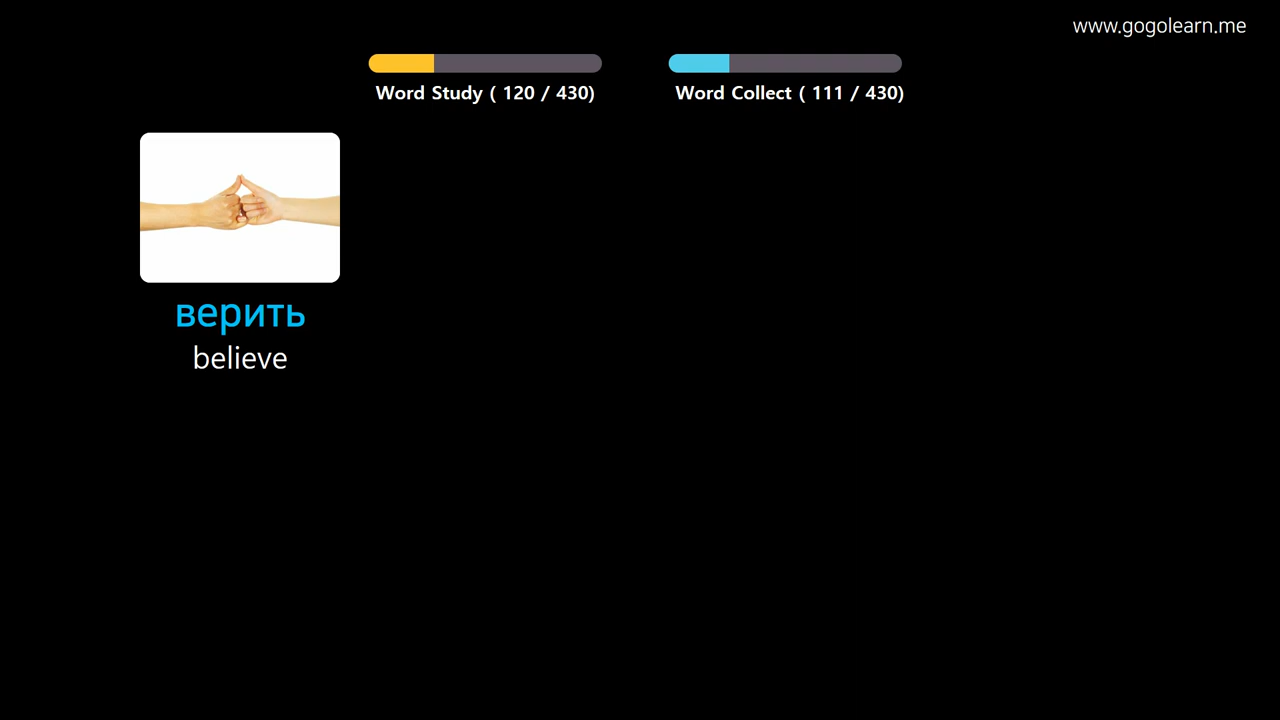 www.gogolearn.me
Word Study ( 120 / 430)
Word Collect ( 111 / 430)
верить
believe